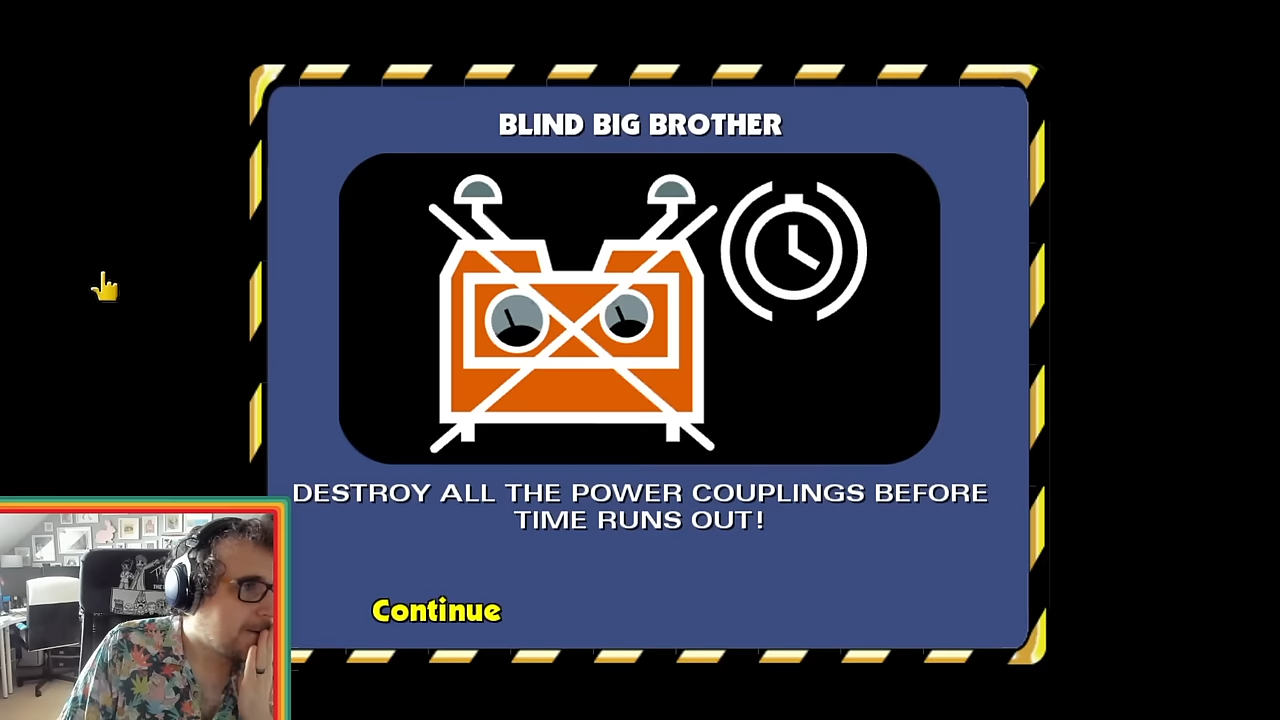 BLIND BIG BROTHER
DESTROY ALL THE POWER COUPLINGS BEFORE
TIME RUNS OUT!
Continue